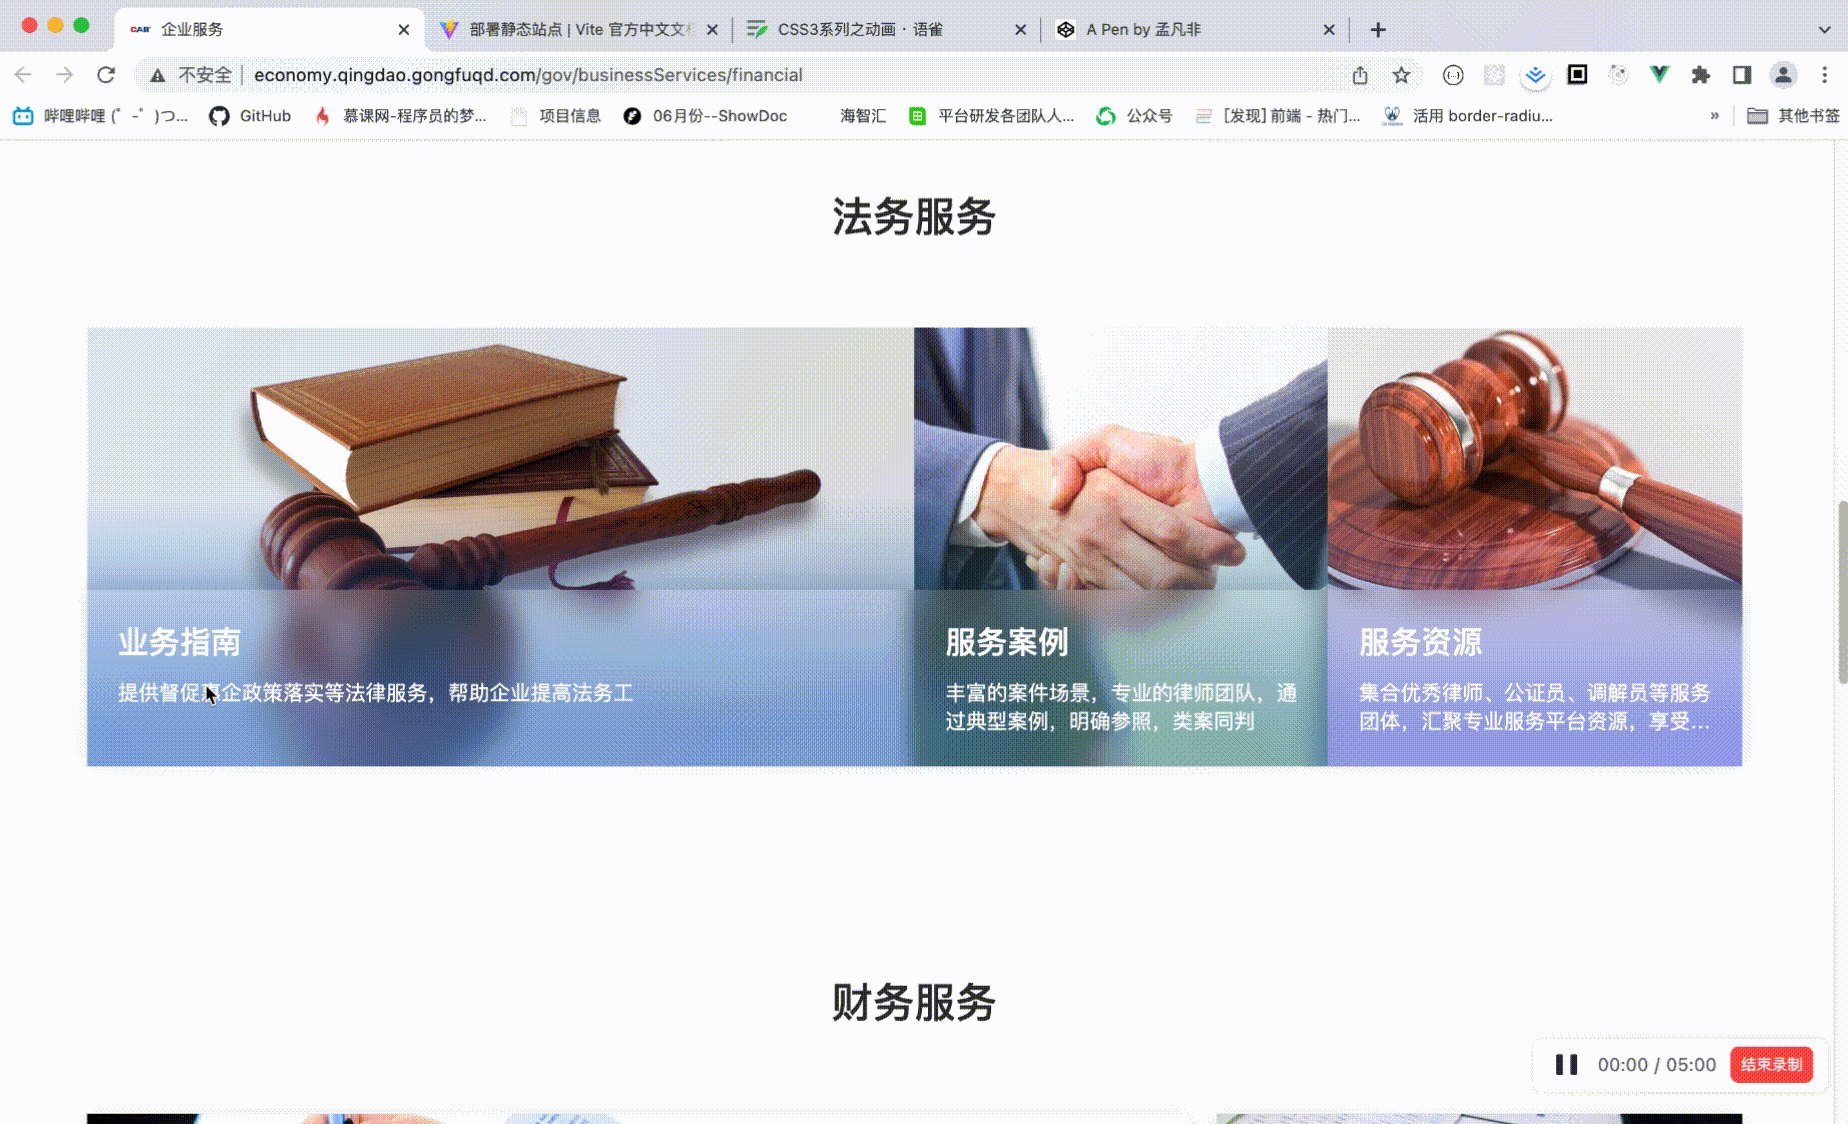 企业服务
部署静态站点 | Vite 官方中文文
CSS3系列之动画 · 语雀
A Pen by 孟凡非
不安全
economy.qingdao.gongfuqd.com/gov/businessServices/financial
哔哩哔哩 (゜-゜)つ...
GitHub
慕课网-程序员的梦...
项目信息
06月份--ShowDoc
海智汇
平台研发各团队人...
公众号
[发现] 前端 - 热门...
活用 border-radiu...
»
其他书签
法务服务
业务指南
提供督促惠企政策落实等法律服务，帮助企业提高法务工
服务案例
丰富的案件场景，专业的律师团队，通
过典型案例，明确参照，类案同判
服务资源
集合优秀律师、公证员、调解员等服务
团体，汇聚专业服务平台资源，享受...
财务服务
00:00 / 05:00
结束录制